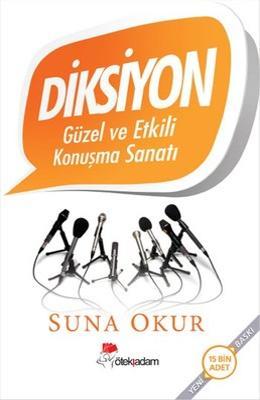 DİKSİYON
Güzel ve Etkili
Konuşma Sanatı
SUNA OKUR
ötekiadam
15 BİN
ADET
YENİ BASKI